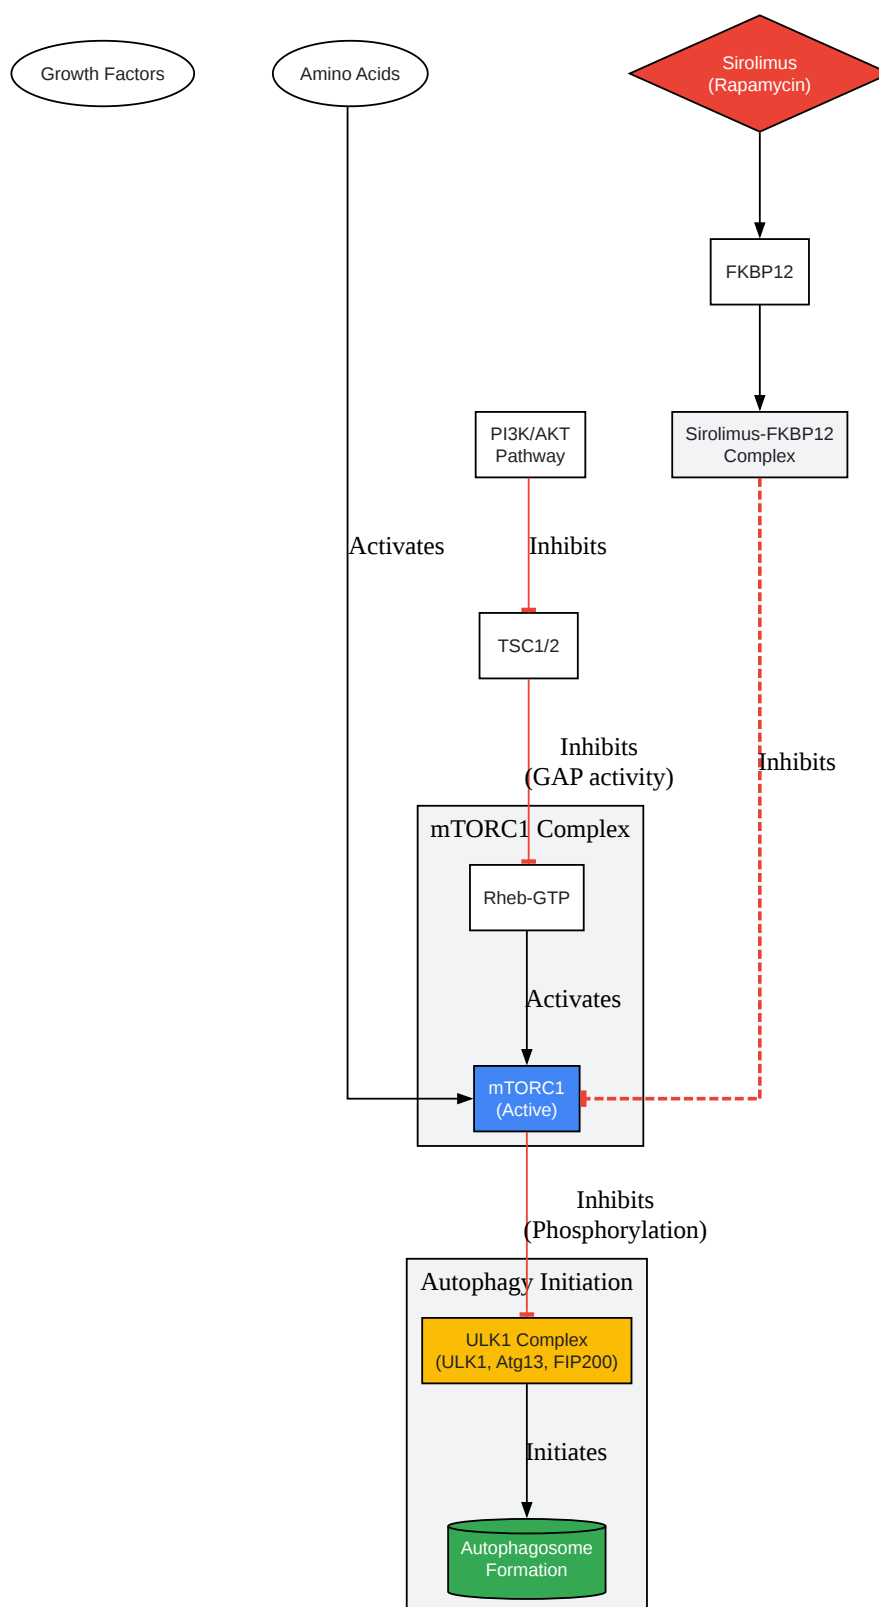 Growth Factors
Amino Acids
Sirolimus
(Rapamycin)
FKBP12
PI3K/AKT
Pathway
Sirolimus-FKBP12
Complex
Activates
Inhibits
TSC1/2
Inhibits
(GAP activity)
Inhibits
mTORC1 Complex
Rheb-GTP
Activates
mTORC1
(Active)
Inhibits
(Phosphorylation)
Autophagy Initiation
ULK1 Complex
(ULK1, Atg13, FIP200)
Initiates
Autophagosome
Formation